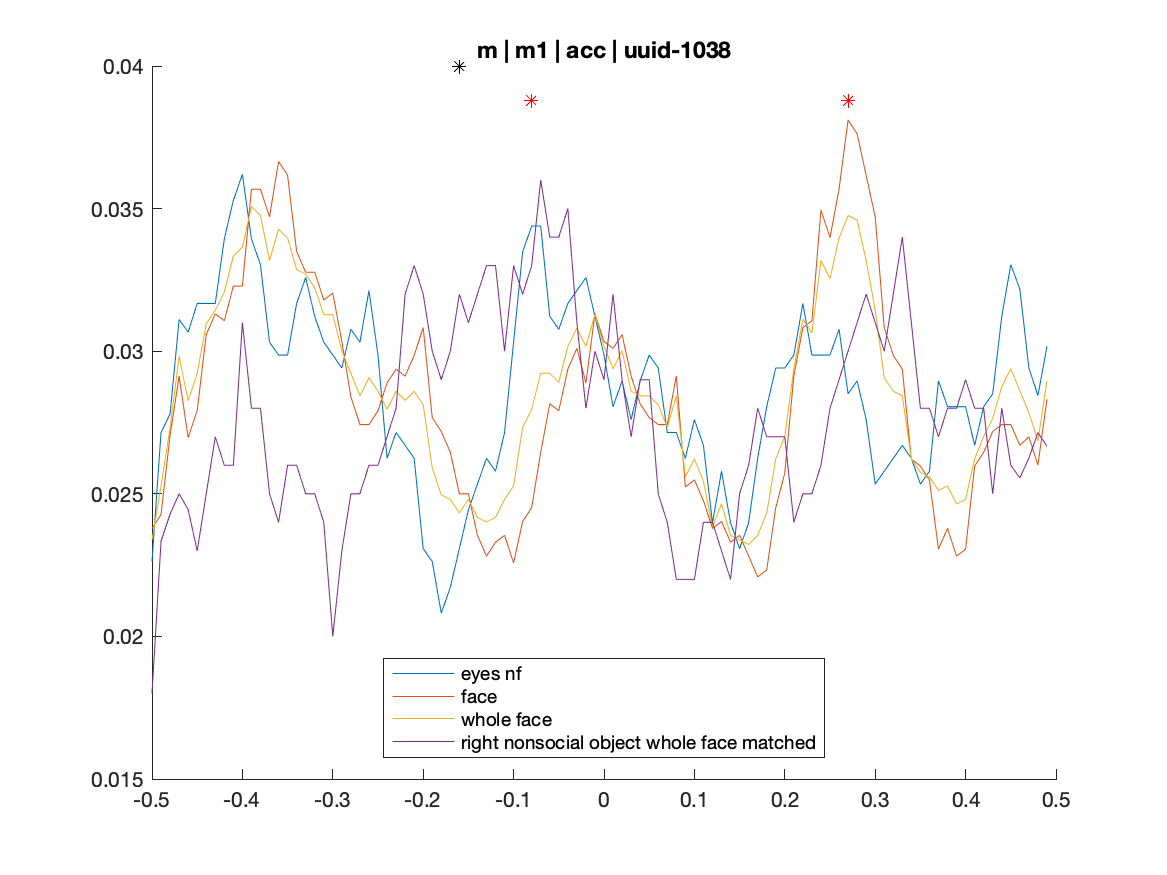 m | m1 | acc | uuid-1038
0.04
0.035
0.03
0.025
0.02
0.015
eyes nf
face
whole face
right nonsocial object whole face matched
-0.5 -0.4 -0.3 -0.2 -0.1 0 0.1 0.2 0.3 0.4 0.5